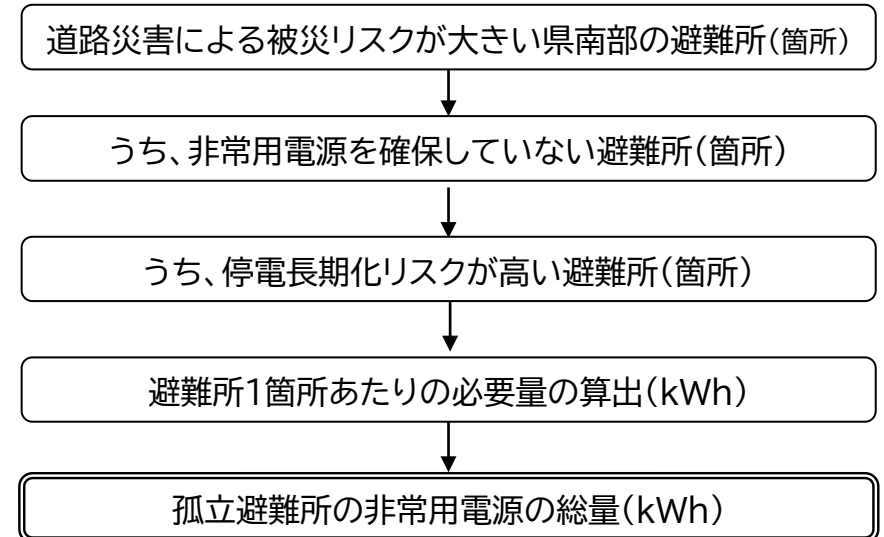 道路災害による被災リスクが大きい県南部の避難所(箇所)
うち、非常用電源を確保していない避難所(箇所)
うち、停電長期化リスクが高い避難所(箇所)
避難所1箇所あたりの必要量の算出(kWh)
孤立避難所の非常用電源の総量(kWh)